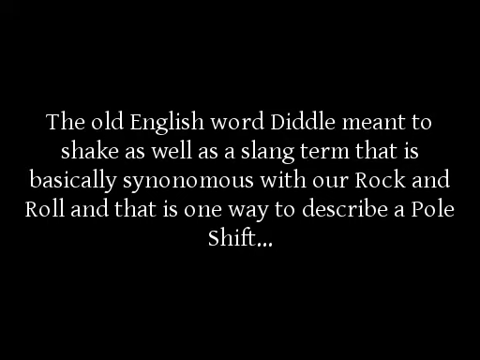 The old English word Diddle meant to
shake as well as a slang term that is
basically synonomous with our Rock and
Roll and that is one way to describe a Pole
Shift...